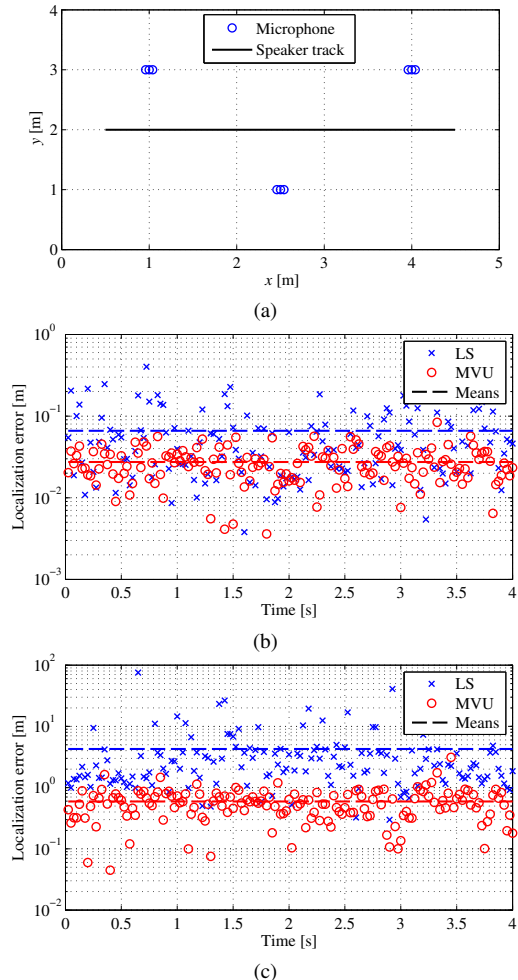 4
3
2
1
0
0 1 2 3 4 5
y [m]
x [m]
Microphone
Speaker track
(a)
10^0
10^-1
10^-2
10^-3
0 0.5 1 1.5 2 2.5 3 3.5 4
Localization error [m]
Time [s]
LS
MVU
Means
(b)
10^2
10^1
10^0
10^-1
10^-2
0 0.5 1 1.5 2 2.5 3 3.5 4
Localization error [m]
Time [s]
LS
MVU
Means
(c)